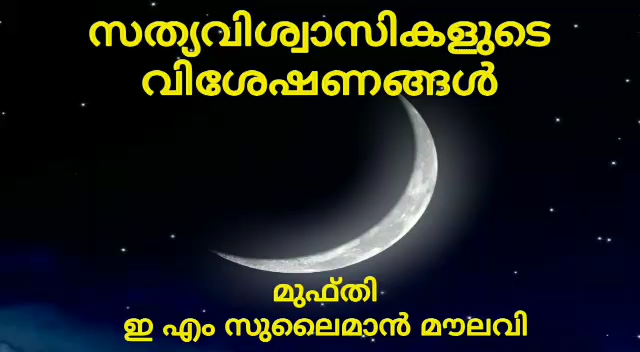 സത്യവിശ്വാസികളുടെ
വിശേഷണങ്ങൾ
മുഫ്തി
ഇ എം സുലൈമാൻ മൗലവി